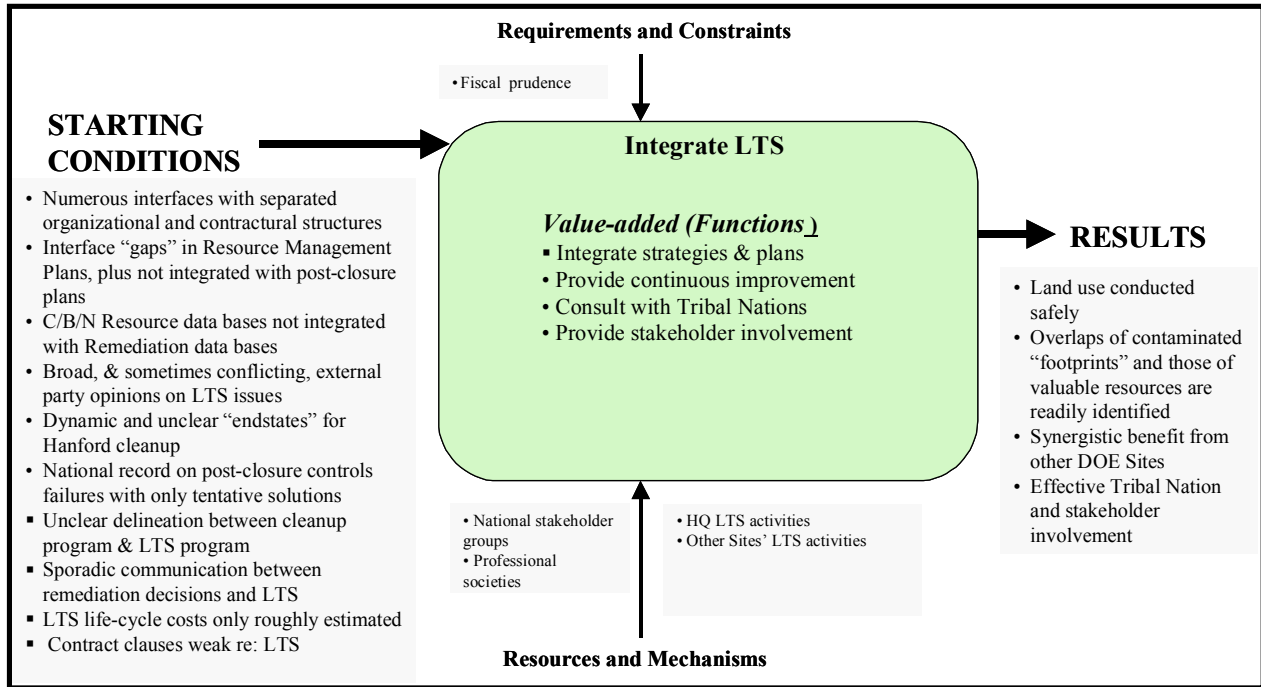 Requirements and Constraints
• Fiscal prudence
STARTING
CONDITIONS
• Numerous interfaces with separated
organizational and contractural structures
• Interface “gaps” in Resource Management
Plans, plus not integrated with post-closure
plans
• C/B/N Resource data bases not integrated
with Remediation data bases
• Broad, & sometimes conflicting, external
party opinions on LTS issues
• Dynamic and unclear “endstates” for
Hanford cleanup
• National record on post-closure controls
failures with only tentative solutions
▪ Unclear delineation between cleanup
program & LTS program
▪ Sporadic communication between
remediation decisions and LTS
▪ LTS life-cycle costs only roughly estimated
▪ Contract clauses weak re: LTS
Integrate LTS
Value-added (Functions )
▪ Integrate strategies & plans
• Provide continuous improvement
• Consult with Tribal Nations
• Provide stakeholder involvement
RESULTS
• Land use conducted
safely
• Overlaps of contaminated
“footprints” and those of
valuable resources are
readily identified
• Synergistic benefit from
other DOE Sites
• Effective Tribal Nation
and stakeholder
involvement
• National stakeholder
groups
• Professional
societies
• HQ LTS activities
• Other Sites’ LTS activities
Resources and Mechanisms